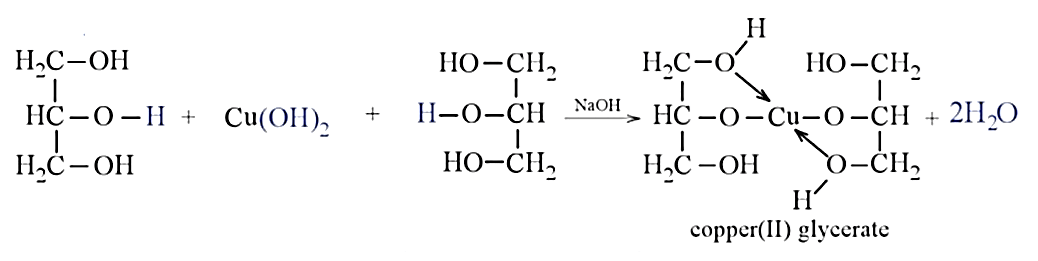 H
H₂C–OH HO–CH₂ H₂C–O HO–CH₂
HC–O–H + Cu(OH)₂ + H–O–CH NaOH HC–O–Cu–O–CH + 2H₂O
H₂C–OH HO–CH₂ H₂C–OH O–CH₂
H
copper(II) glycerate